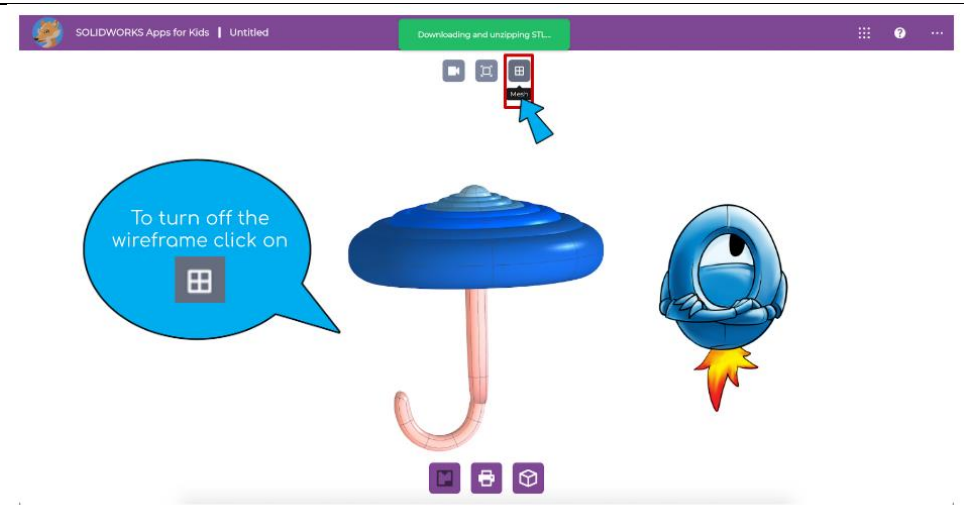 SOLIDWORKS Apps for Kids | Untitled
Downloading and unzipping STL...
Mesh
To turn off the
wireframe click on